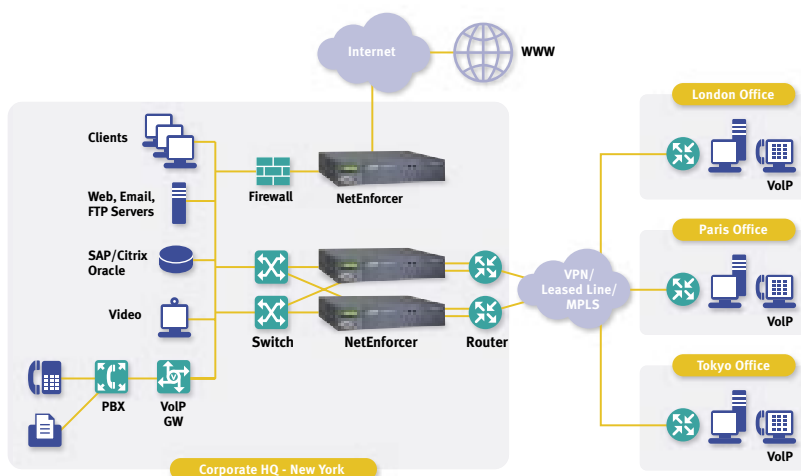 Internet
WWW
Clients
Web, Email,
FTP Servers
SAP/Citrix
Oracle
Video
PBX
VoIP
GW
Firewall
NetEnforcer
Switch
NetEnforcer
Router
Corporate HQ - New York
VPN/
Leased Line/
MPLS
London Office
VoIP
Paris Office
VoIP
Tokyo Office
VoIP